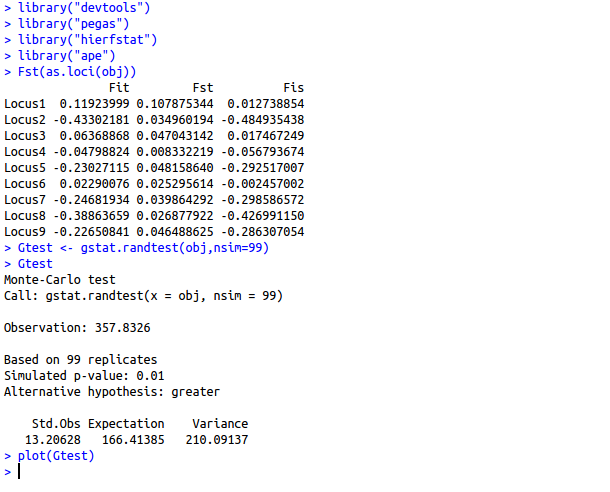 > library("devtools")
> library("pegas")
> library("hierfstat")
> library("ape")
> Fst(as.loci(obj))
Fit Fst Fis
Locus1 0.11923999 0.107875344 0.012738854
Locus2 -0.43302181 0.034960194 -0.484935438
Locus3 0.06368868 0.047043142 0.017467249
Locus4 -0.04798824 0.008332219 -0.056793674
Locus5 -0.23027115 0.048158640 -0.292517007
Locus6 0.02290076 0.025295614 -0.002457002
Locus7 -0.24681934 0.039864292 -0.298586572
Locus8 -0.38863659 0.026877922 -0.426991150
Locus9 -0.22650841 0.046488625 -0.286307054
> Gtest <- gstat.randtest(obj,nsim=99)
> Gtest
Monte-Carlo test
Call: gstat.randtest(x = obj, nsim = 99)
Observation: 357.8326
Based on 99 replicates
Simulated p-value: 0.01
Alternative hypothesis: greater
Std.Obs Expectation Variance
13.20628 166.41385 210.09137
> plot(Gtest)
>